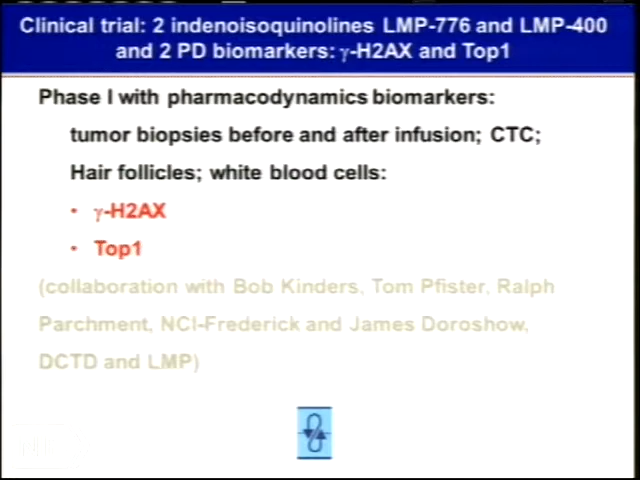 Clinical trial: 2 indenoisoquinolines LMP-776 and LMP-400
and 2 PD biomarkers: γ-H2AX and Top1
Phase I with pharmacodynamics biomarkers:
tumor biopsies before and after infusion; CTC;
Hair follicles; white blood cells:
• γ-H2AX
• Top1
(collaboration with Bob Kinders, Tom Pfister, Ralph
Parchment, NCI-Frederick and James Doroshow,
DCTD and LMP)